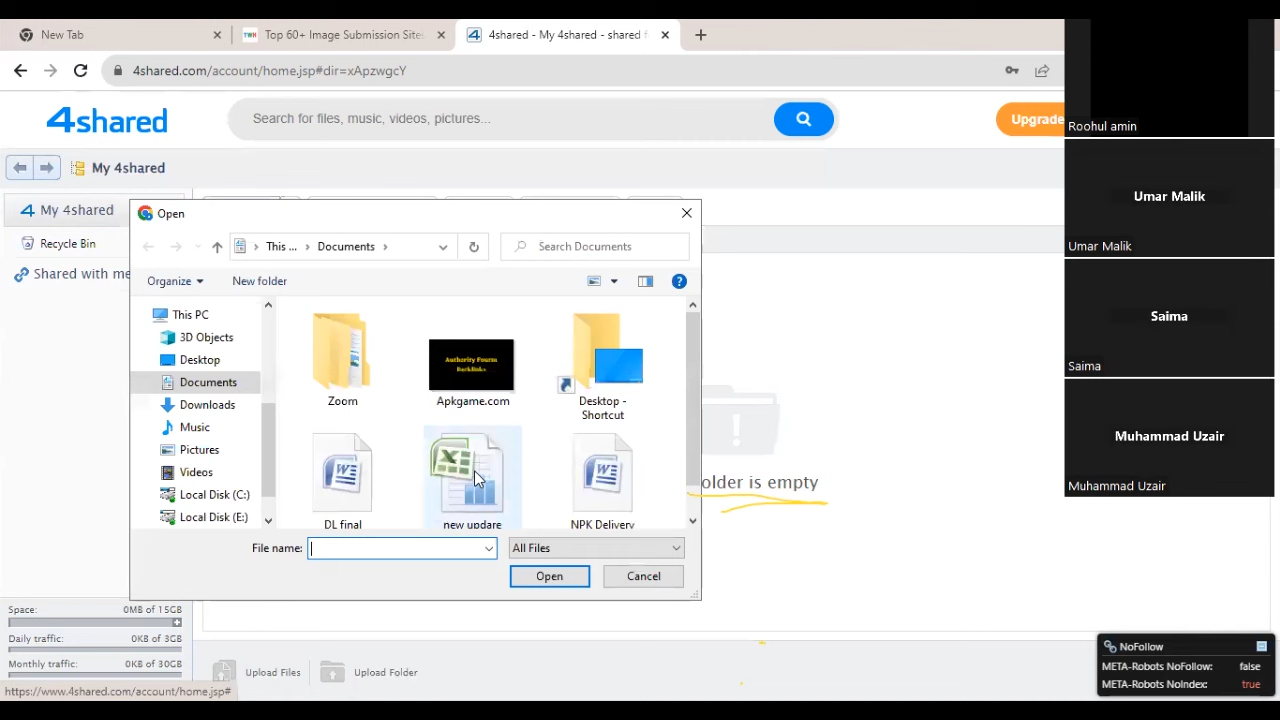 New Tab
Top 60+ Image Submission Site
4shared - My 4shared - shared f
4shared.com/account/home.jsp#dir=xApzwgcY
4shared
Search for files, music, videos, pictures...
Upgrade
My 4shared
My 4shared
Recycle Bin
Shared with me
Open
This ...
Documents
Search Documents
Organize
New folder
This PC
3D Objects
Desktop
Documents
Downloads
Music
Pictures
Videos
Local Disk (C:)
Local Disk (E:)
Zoom
Authority Fourm
Backlinks
Apkgame.com
Desktop -
Shortcut
DL final
new updare
NPK Delivery
File name:
All Files
Open
Cancel
older is empty
Space: 0MB of 15GB
Daily traffic: 0KB of 3GB
Monthly traffic: 0KB of 30GB
Upload Files
Upload Folder
https://www.4shared.com/account/home.jsp#
Roohul amin
Umar Malik
Umar Malik
Saima
Saima
Muhammad Uzair
Muhammad Uzair
NoFollow
META-Robots NoFollow: false
META-Robots NoIndex: true